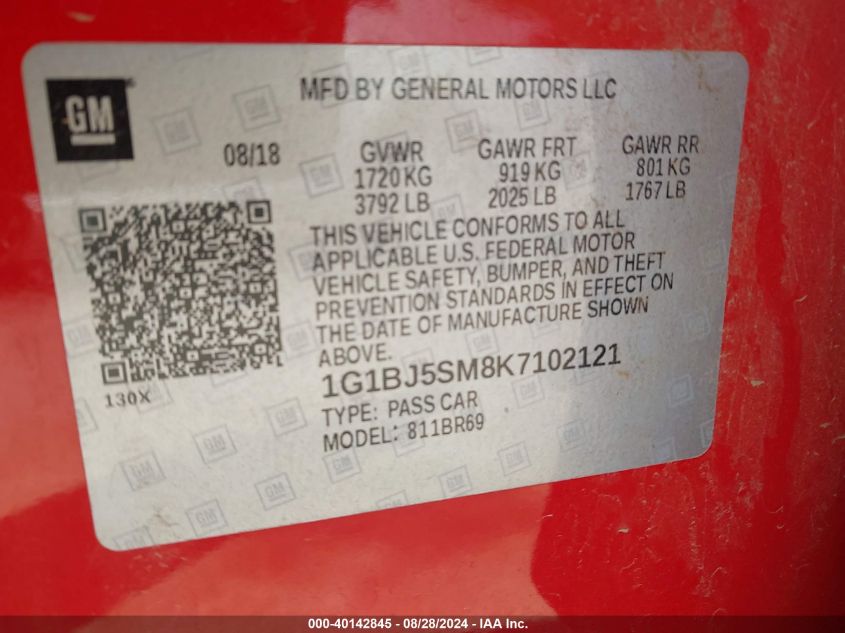 GM
MFD BY GENERAL MOTORS LLC
08/18 GVWR GAWR FRT GAWR RR
1720 KG 919 KG 801 KG
3792 LB 2025 LB 1767 LB
THIS VEHICLE CONFORMS TO ALL
APPLICABLE U.S. FEDERAL MOTOR
VEHICLE SAFETY, BUMPER, AND THEFT
PREVENTION STANDARDS IN EFFECT ON
THE DATE OF MANUFACTURE SHOWN
ABOVE.
130X
1G1BJ5SM8K7102121
TYPE: PASS CAR
MODEL: 811BR69
000-40142845 - 08/28/2024 - IAA Inc.